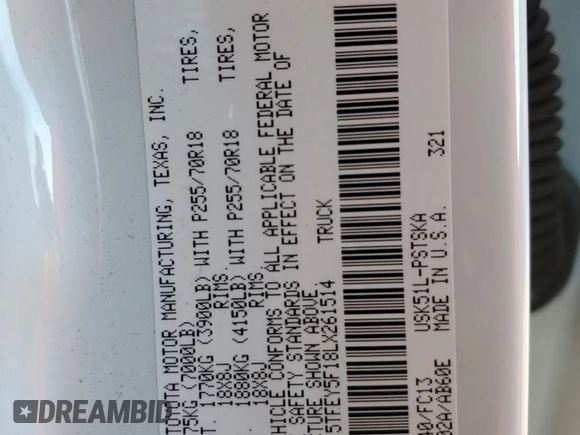 TOYOTA MOTOR MANUFACTURING, TEXAS, INC.
75KG (7000LB)
T. 1770KG (3900LB) WITH P255/70R18 TIRES,
18X8J RIMS
1880KG (4150LB) WITH P255/70R18 TIRES,
18X8J RIMS
HICLE CONFORMS TO ALL APPLICABLE FEDERAL MOTOR
SAFETY STANDARDS IN EFFECT ON THE DATE OF
TURE SHOWN ABOVE.
5TFEY5F18LX261514 TRUCK
40/FC13 USK51L-PSTSKA 321
02A/AB60E MADE IN U.S.A.
DREAMBID